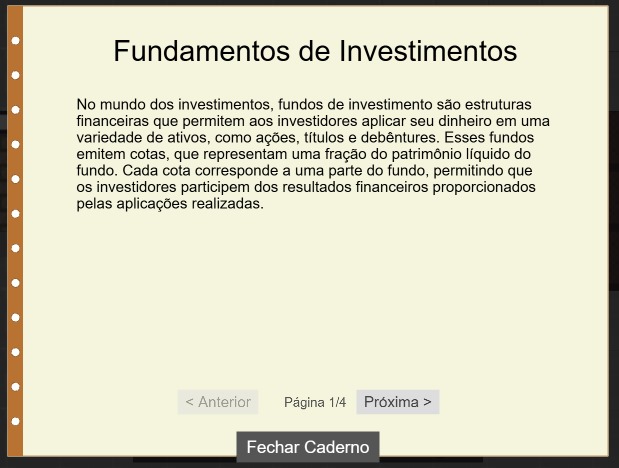 Fundamentos de Investimentos
No mundo dos investimentos, fundos de investimento são estruturas
financeiras que permitem aos investidores aplicar seu dinheiro em uma
variedade de ativos, como ações, títulos e debêntures. Esses fundos
emitem cotas, que representam uma fração do patrimônio líquido do
fundo. Cada cota corresponde a uma parte do fundo, permitindo que
os investidores participem dos resultados financeiros proporcionados
pelas aplicações realizadas.
< Anterior Página 1/4 Próxima >
Fechar Caderno